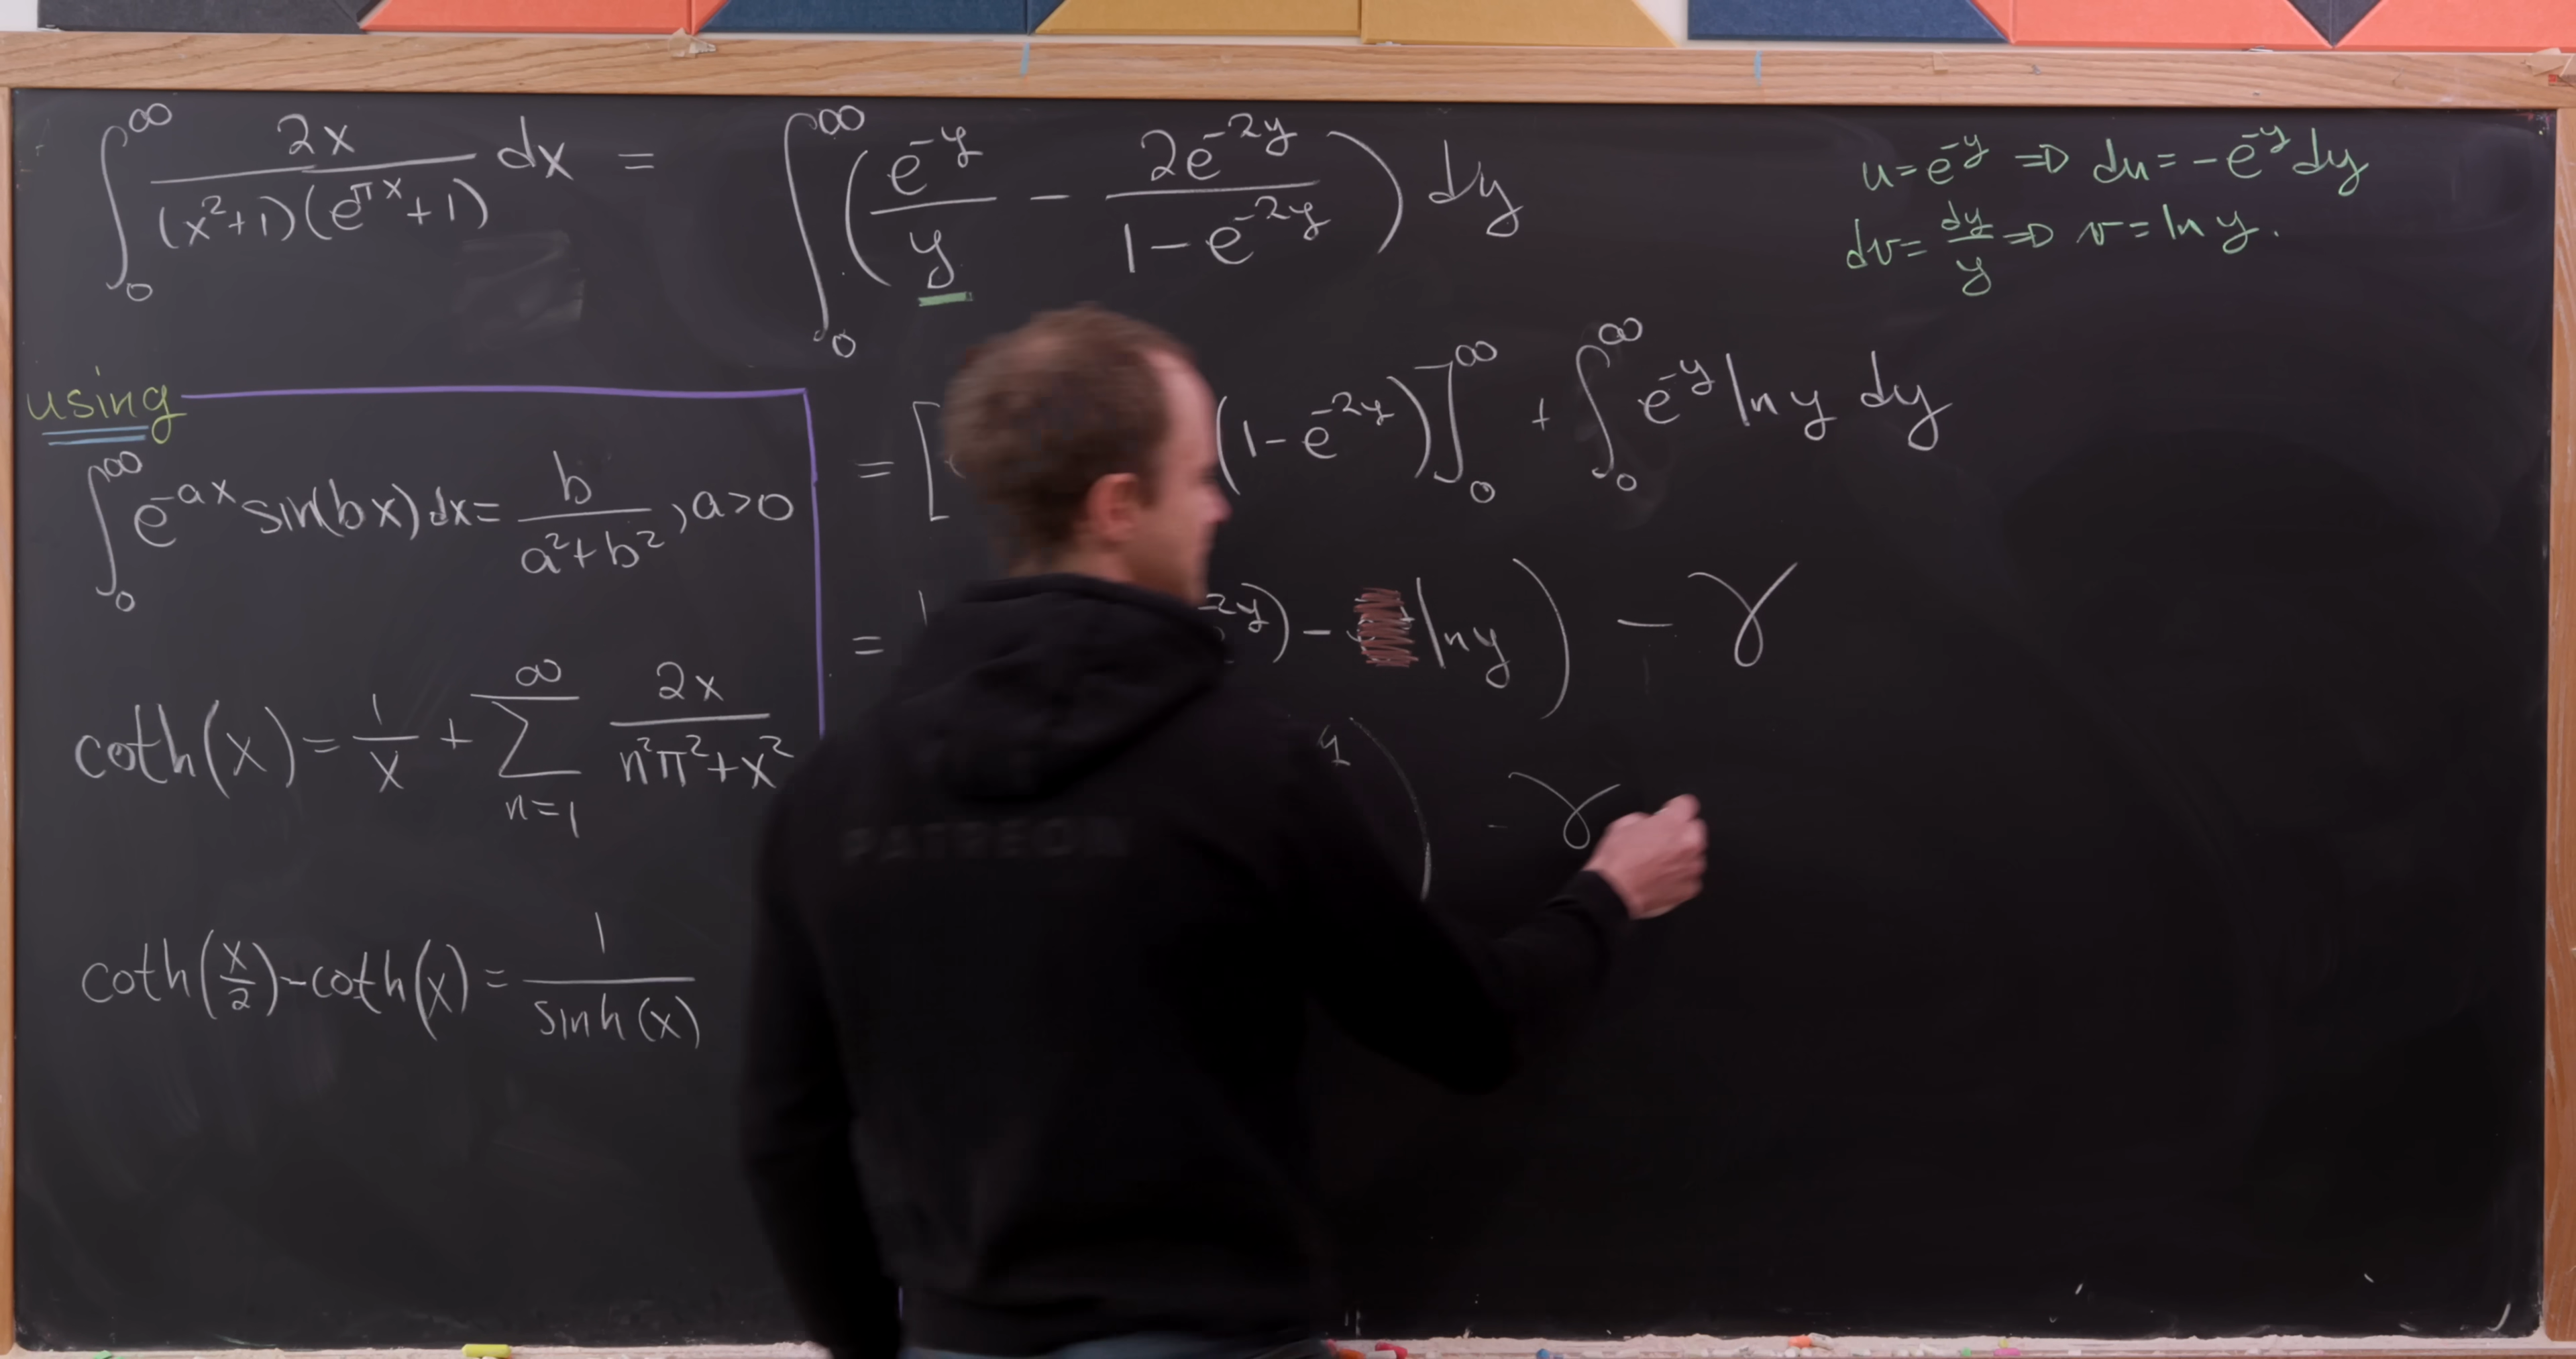 ∫₀^∞ 2x/((x²+1)(e^(πx)+1)) dx = ∫₀^∞ (e^(-y)/y − 2e^(-2y)/(1−e^(-2y))) dy
u=e^(-y) ⇒ du=−e^(-y)dy
dv=dy/y ⇒ v=ln y.
using
∫₀^∞ e^(-ax) sin(bx)dx= b/(a²+b²), a>0
coth(x)=1/x + Σ_(n=1)^∞ 2x/(n²π²+x²)
coth(x/2)-coth(x)=1/sinh(x)
= [ (1−e^(-2y))]₀^∞ + ∫₀^∞ e^(-y) ln y dy
= -2y)− ln y) − γ
) - γ
PATREON